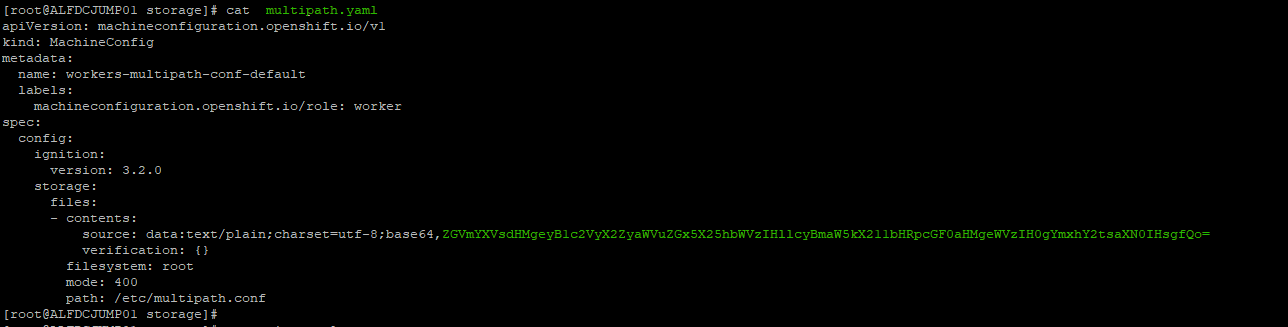 [root@ALFDCJUMP01 storage]# cat  multipath.yaml
apiVersion: machineconfiguration.openshift.io/v1
kind: MachineConfig
metadata:
  name: workers-multipath-conf-default
  labels:
    machineconfiguration.openshift.io/role: worker
spec:
  config:
    ignition:
      version: 3.2.0
    storage:
      files:
      - contents:
          source: data:text/plain;charset=utf-8;base64,ZGVmYXVsdHMgeyB1c2VyX2ZyaWVuZGx5X25hbWVzIHllcyBmaW5kX211bHRpcGF0aHMgeWVzIH0gYmxhY2tsaXN0IHsgfQo=
          verification: {}
        filesystem: root
        mode: 400
        path: /etc/multipath.conf
[root@ALFDCJUMP01 storage]#